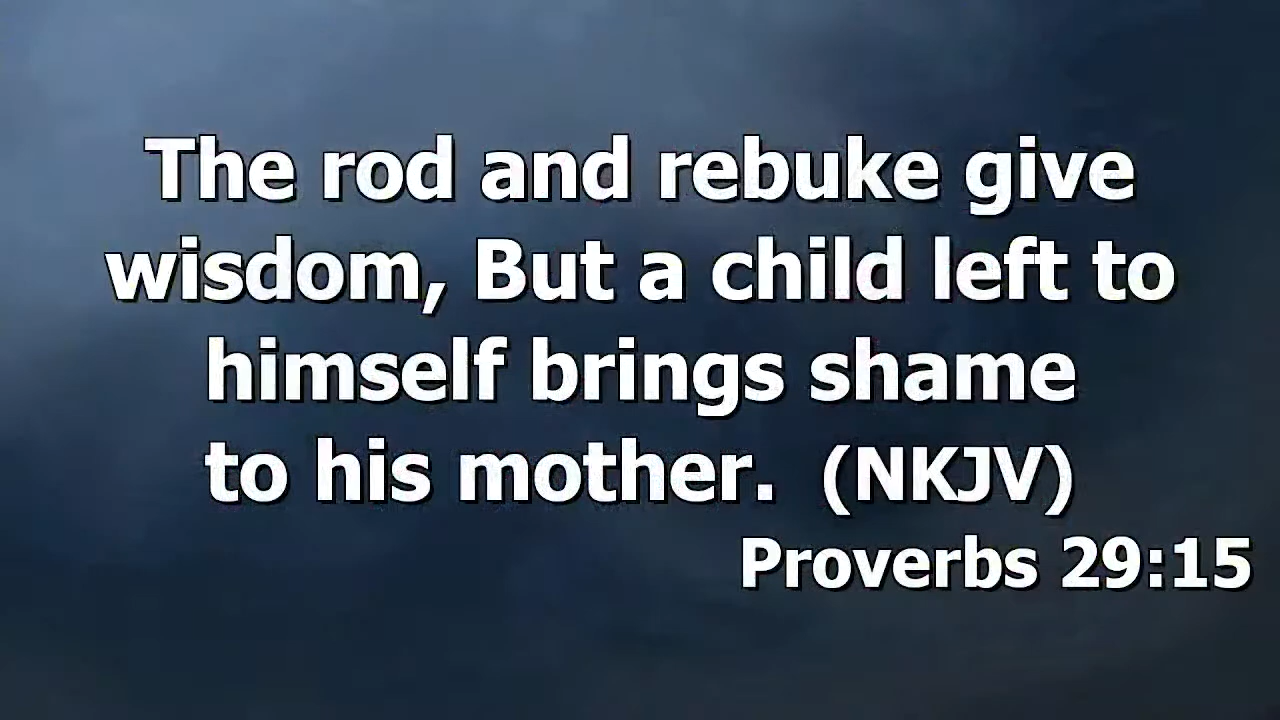 The rod and rebuke give
wisdom, But a child left to
himself brings shame
to his mother. (NKJV)
Proverbs 29:15